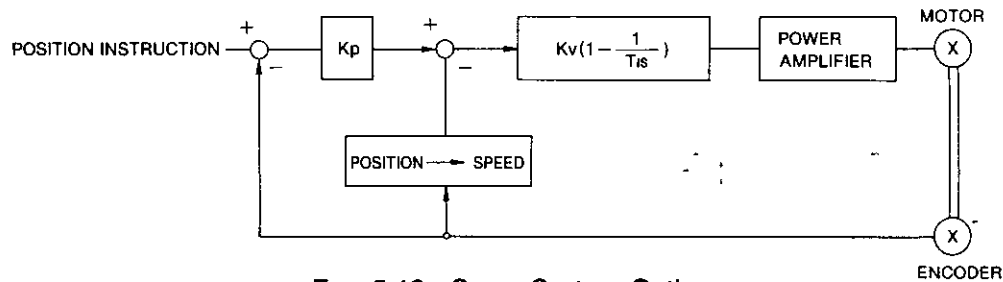 POSITION INSTRUCTION
+
−
Kp
+
−
Kv(1 − 1/Tis)
POWER
AMPLIFIER
MOTOR
X
POSITION → SPEED
X
ENCODER